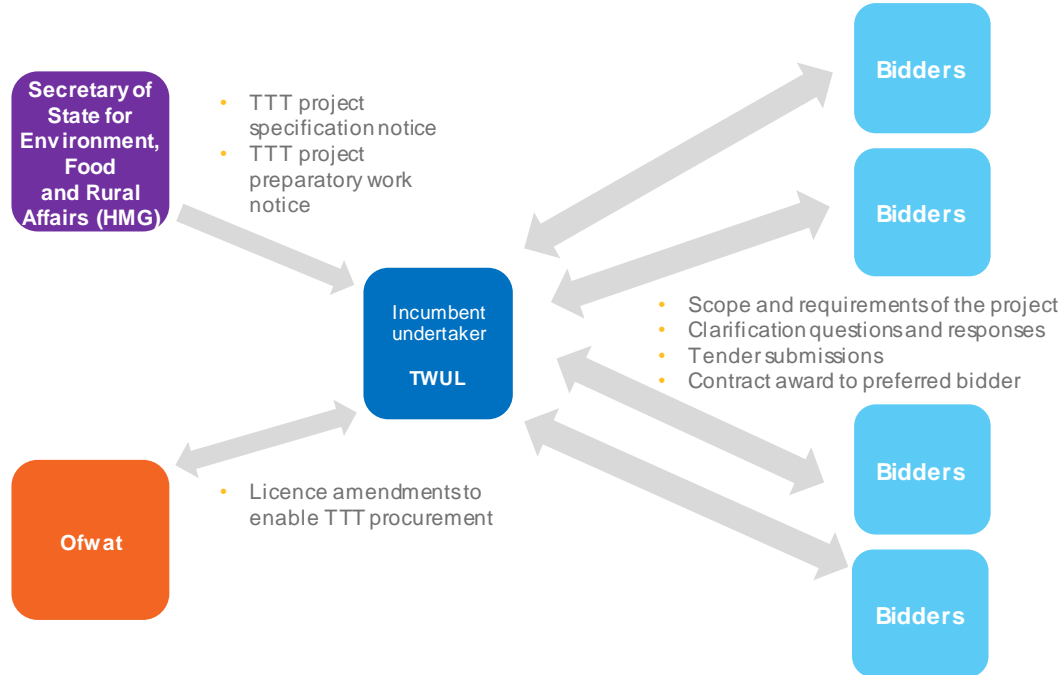 Secretary of
State for
Environment,
Food
and Rural
Affairs (HMG)
• TTT project
specification notice
• TTT project
preparatory work
notice
Incumbent
undertaker
TWUL
Ofwat
• Licence amendments to
enable TTT procurement
Bidders
Bidders
• Scope and requirements of the project
• Clarification questions and responses
• Tender submissions
• Contract award to preferred bidder
Bidders
Bidders